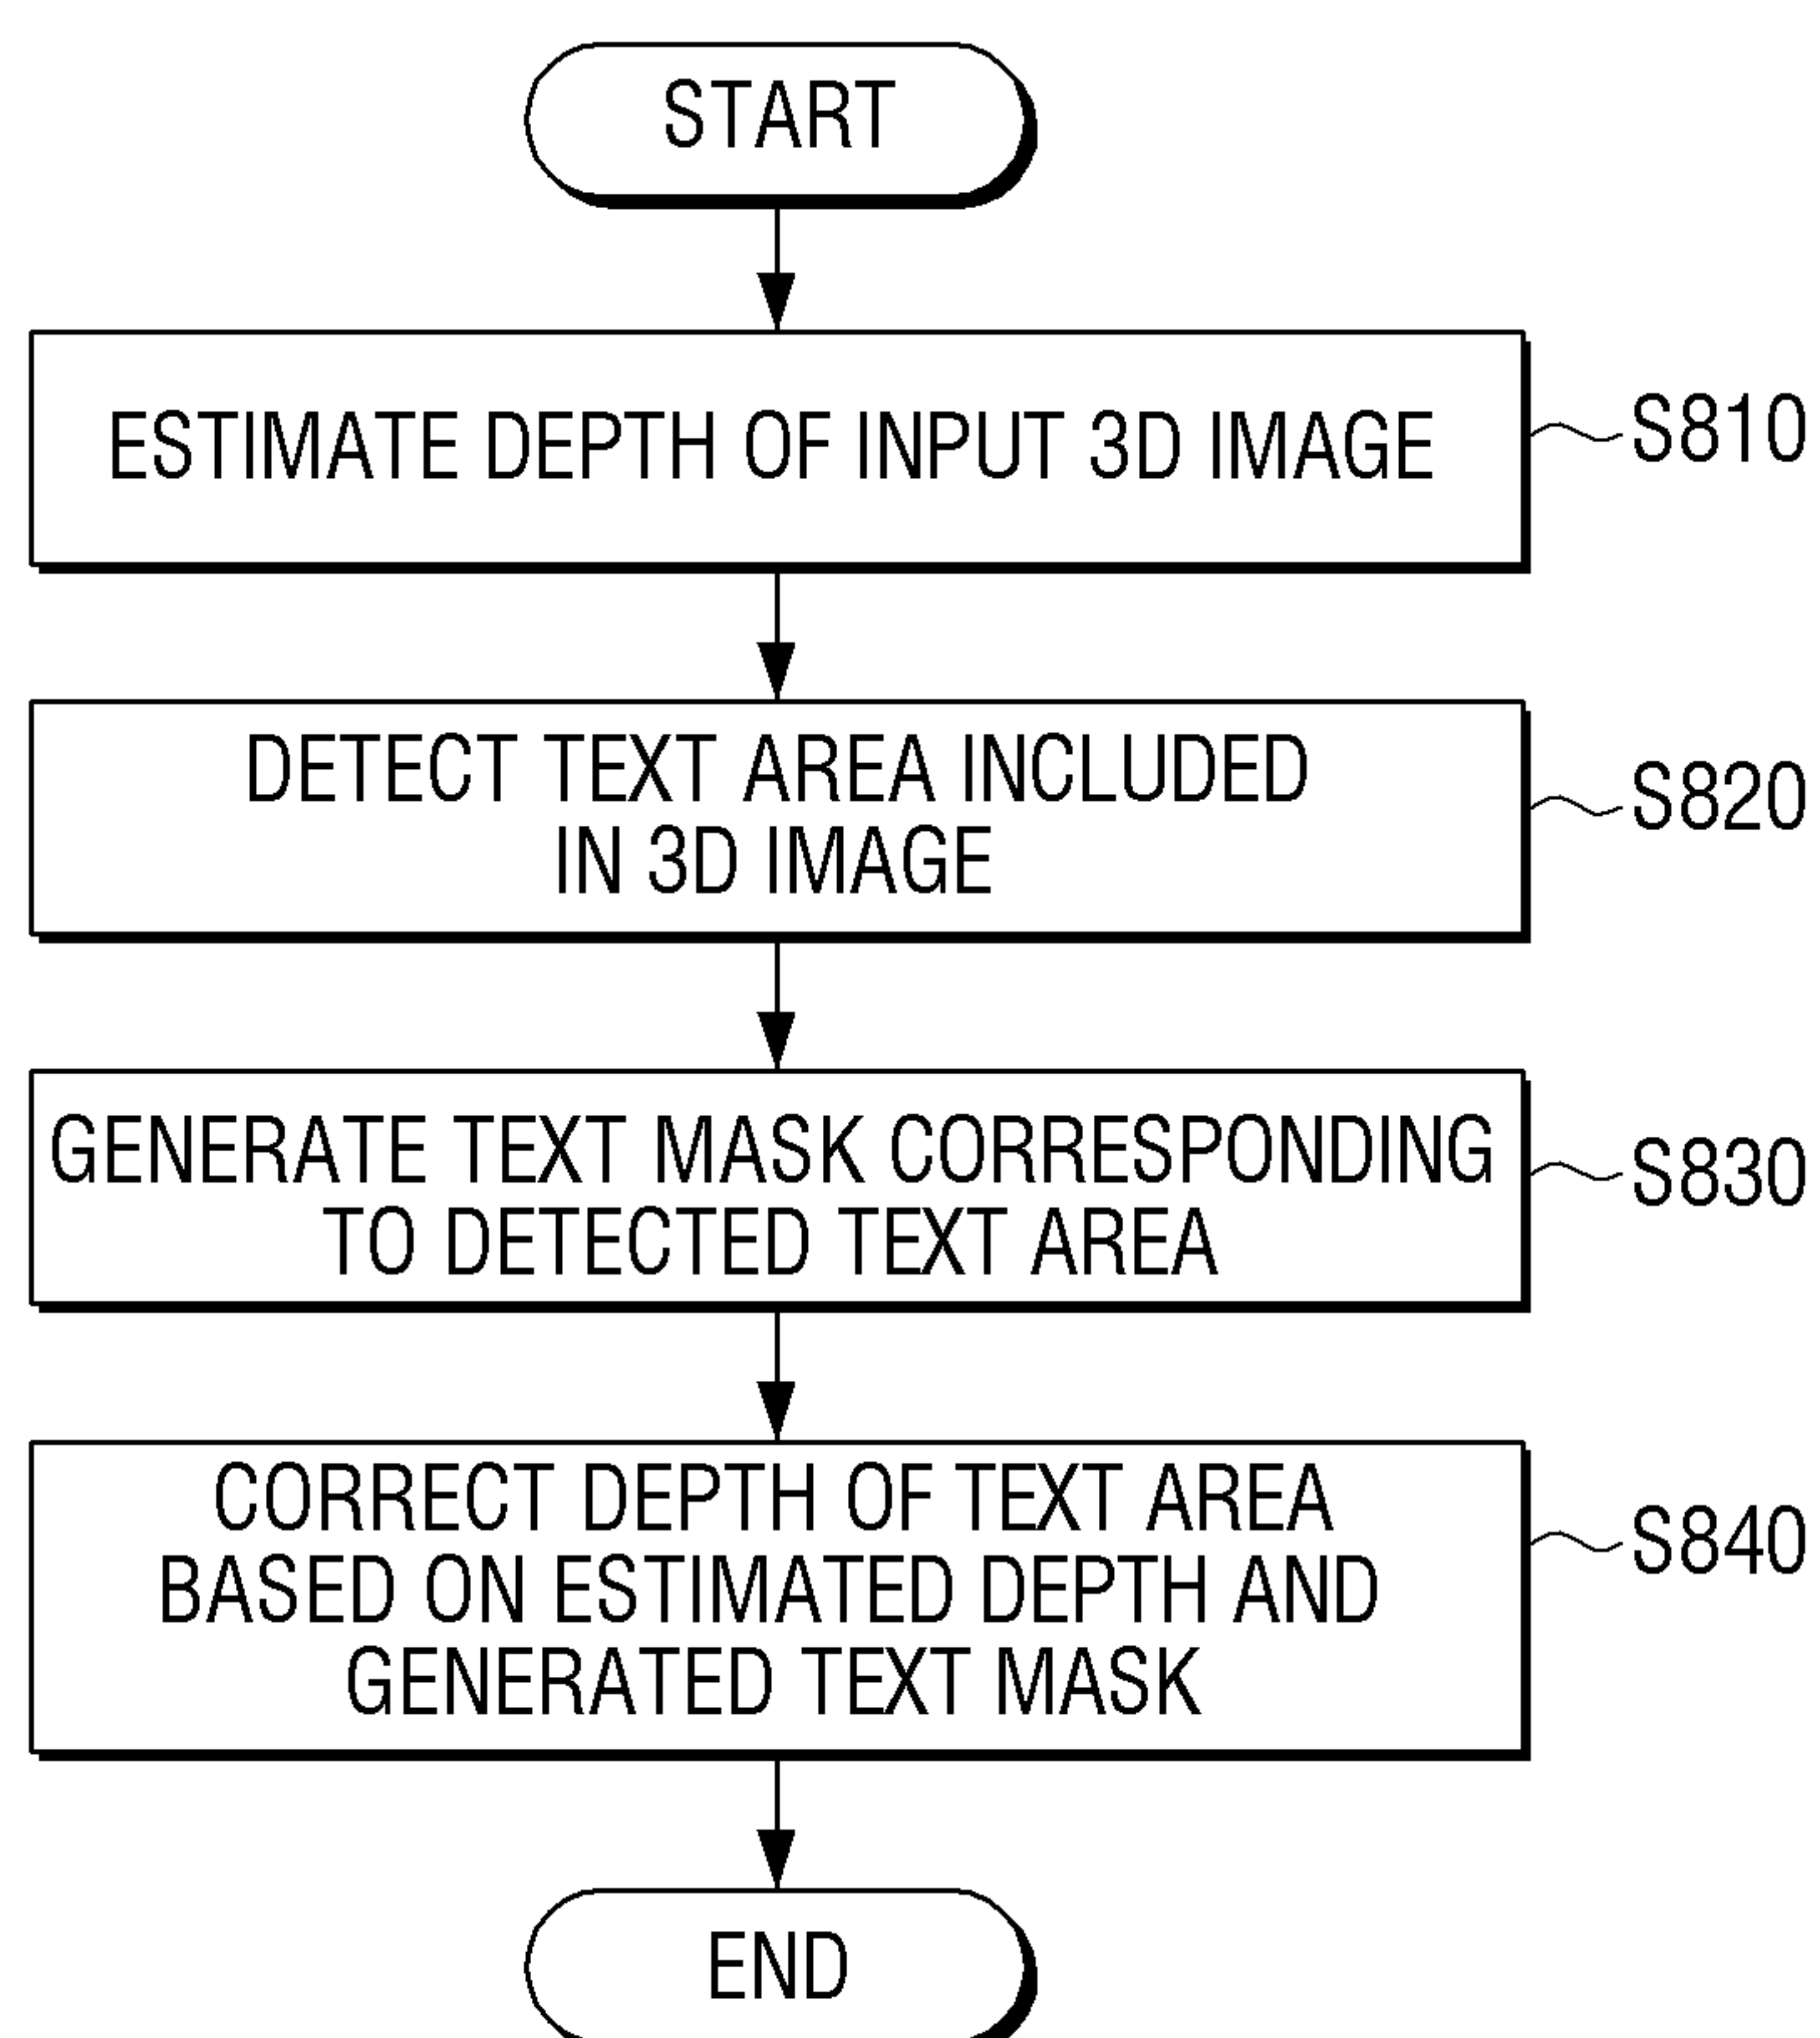 START
ESTIMATE DEPTH OF INPUT 3D IMAGE
S810
DETECT TEXT AREA INCLUDED
IN 3D IMAGE
S820
GENERATE TEXT MASK CORRESPONDING
TO DETECTED TEXT AREA
S830
CORRECT DEPTH OF TEXT AREA
BASED ON ESTIMATED DEPTH AND
GENERATED TEXT MASK
S840
END